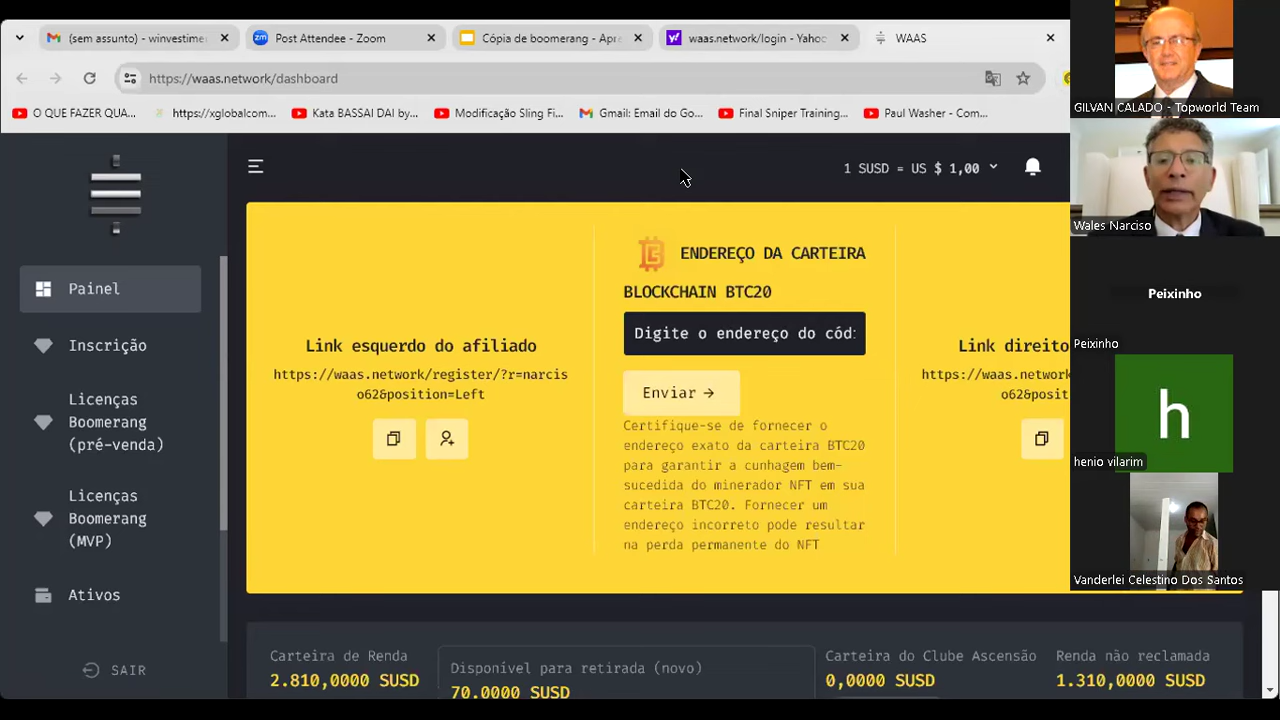 (sem assunto) - winvestime
Post Attendee - Zoom
Cópia de boomerang - Apre
waas.network/login - Yahoo
WAAS
https://waas.network/dashboard
O QUE FAZER QUA...
https://xglobalcom...
Kata BASSAI DAI by...
Modificação Sling Fi...
Gmail: Email do Go...
Final Sniper Training...
Paul Washer - Com...
1 SUSD = US $ 1,00
Painel
Inscrição
Licenças
Boomerang
(pré-venda)
Licenças
Boomerang
(MVP)
Ativos
SAIR
Link esquerdo do afiliado
https://waas.network/register/?r=narcis
o62&position=Left
ENDEREÇO DA CARTEIRA
BLOCKCHAIN BTC20
Digite o endereço do cód:
Enviar →
Certifique-se de fornecer o
endereço exato da carteira BTC20
para garantir a cunhagem bem-
sucedida do minerador NFT em sua
carteira BTC20. Fornecer um
endereço incorreto pode resultar
na perda permanente do NFT
Link direito
https://waas.network
o62&posit
Carteira de Renda
2.810,0000 SUSD
Disponível para retirada (novo)
70.0000 SUSD
Carteira do Clube Ascensão
0,0000 SUSD
Renda não reclamada
1.310,0000 SUSD
GILVAN CALADO - Topworld Team
Wales Narciso
Peixinho
Peixinho
h
henio vilarim
Vanderlei Celestino Dos Santos